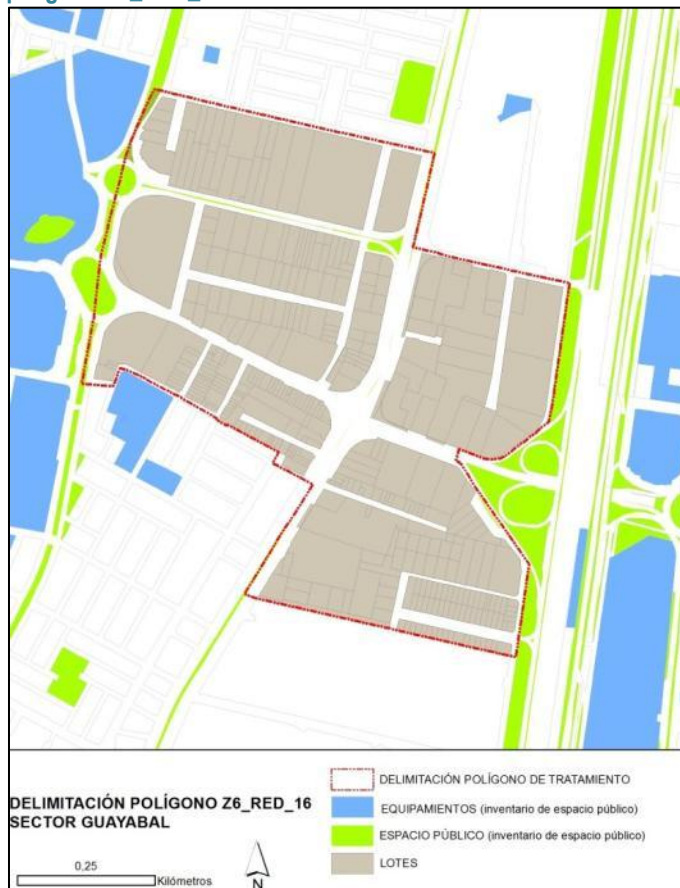 DELIMITACIÓN POLÍGONO Z6_RED_16
SECTOR GUAYABAL
0,25
Kilómetros
N
DELIMITACIÓN POLÍGONO DE TRATAMIENTO
EQUIPAMIENTOS (inventario de espacio público)
ESPACIO PÚBLICO (inventario de espacio público)
LOTES